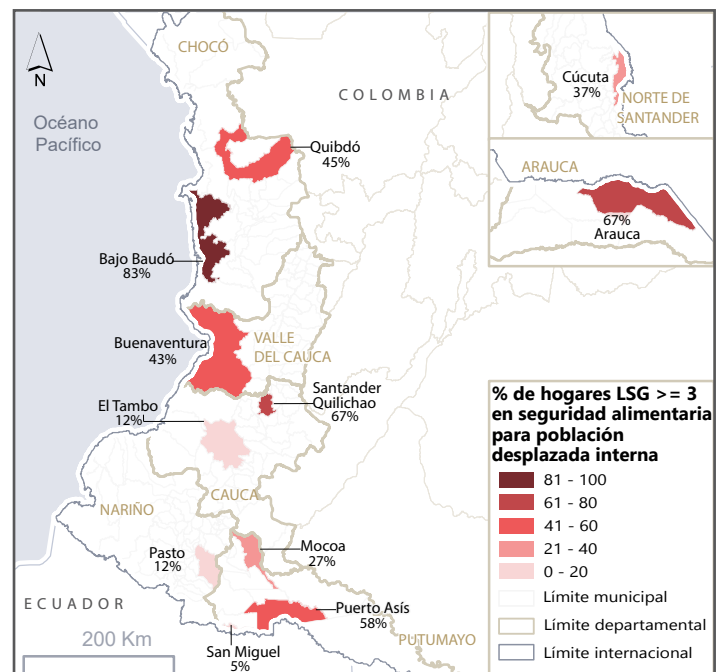 CHOCÓ
N
COLOMBIA
Océano
Pacífico
Quibdó
45%
Bajo Baudó
83%
Buenaventura
43%
VALLE
DEL CAUCA
Santander
Quilichao
67%
El Tambo
12%
CAUCA
NARIÑO
Pasto
12%
Mocoa
27%
Puerto Asís
58%
ECUADOR
San Miguel
5%
PUTUMAYO
200 Km
Cúcuta
37%
NORTE DE
SANTANDER
ARAUCA
67%
Arauca
% de hogares LSG >= 3
en seguridad alimentaria
para población
desplazada interna
81 - 100
61 - 80
41 - 60
21 - 40
0 - 20
Límite municipal
Límite departamental
Límite internacional